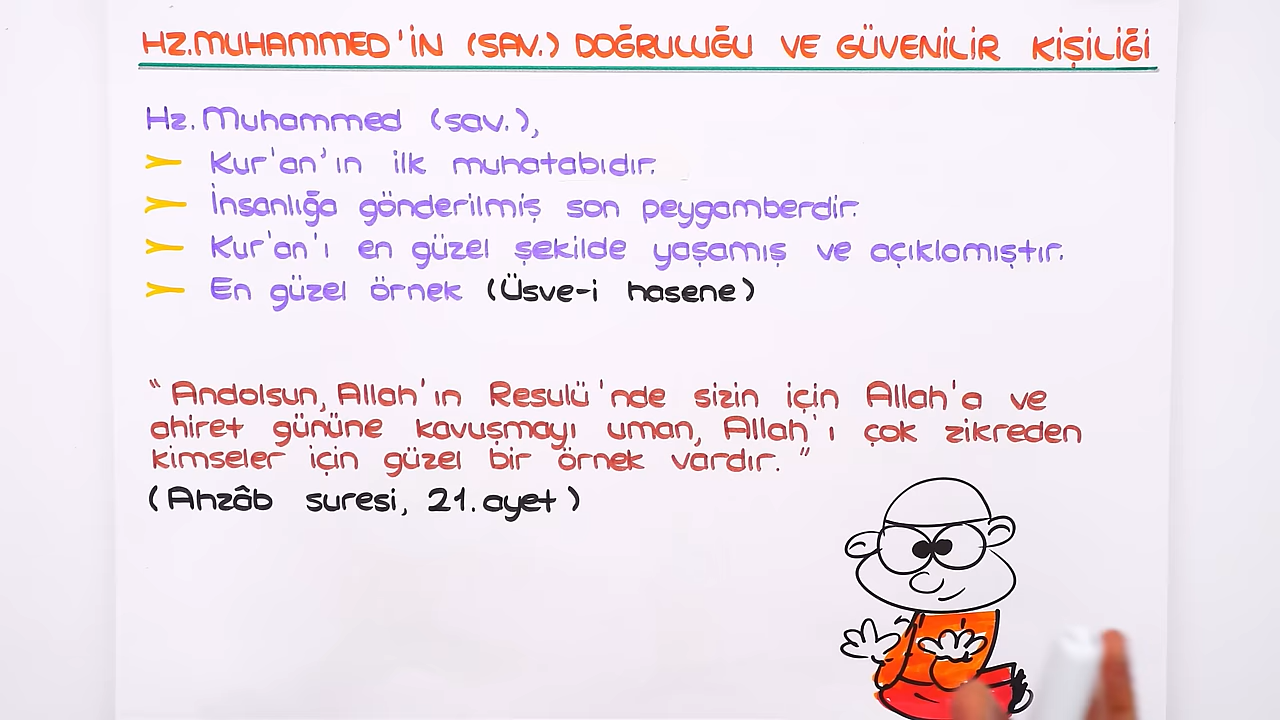 HZ.MUHAMMED'İN (SAV.) DOĞRULUĞU VE GÜVENİLİR KİŞİLİĞİ
Hz.Muhammed (sav.),
➤ Kur'an'ın ilk muhatabıdır.
➤ İnsanlığa gönderilmiş son peygamberdir.
➤ Kur'an'ı en güzel şekilde yaşamış ve açıklamıştır.
➤ En güzel örnek (Üsve-i hasene)
"Andolsun, Allah'ın Resulü'nde sizin için Allah'a ve
ahiret gününe kavuşmayı uman, Allah'ı çok zikreden
kimseler için güzel bir örnek vardır."
(Ahzâb suresi, 21.ayet)